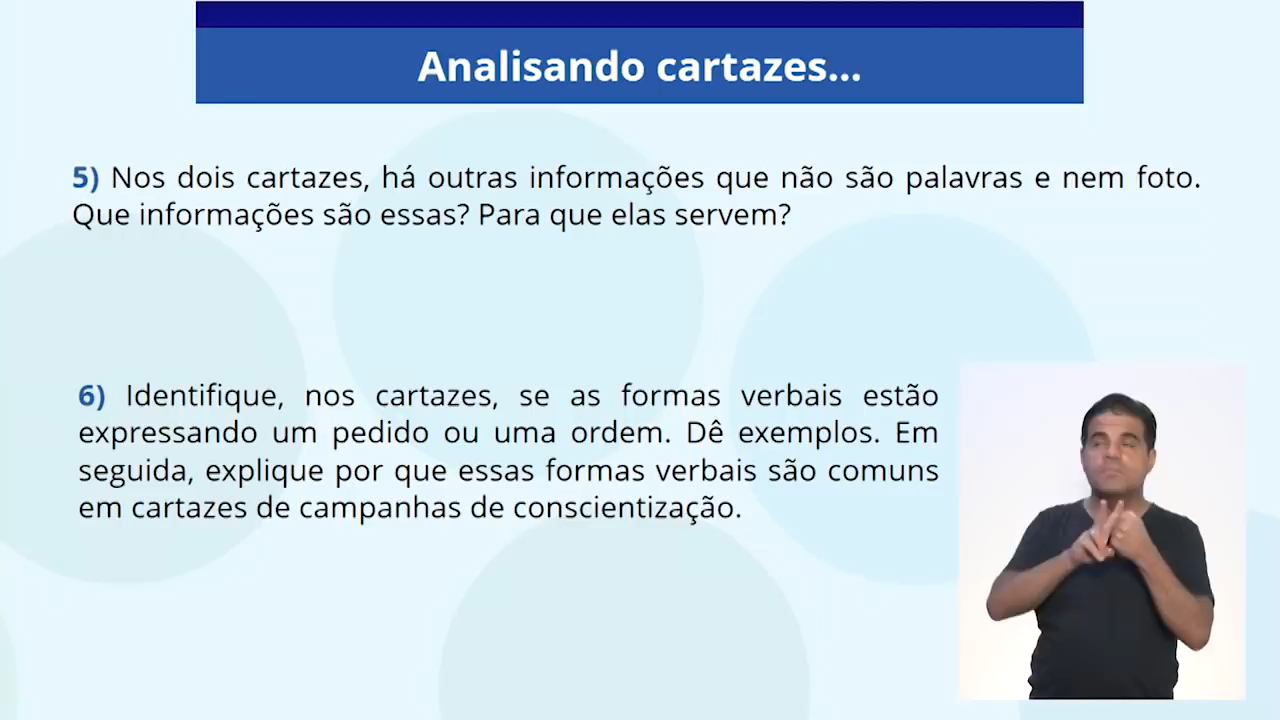 Analisando cartazes...
5) Nos dois cartazes, há outras informações que não são palavras e nem foto.
Que informações são essas? Para que elas servem?
6) Identifique, nos cartazes, se as formas verbais estão
expressando um pedido ou uma ordem. Dê exemplos. Em
seguida, explique por que essas formas verbais são comuns
em cartazes de campanhas de conscientização.